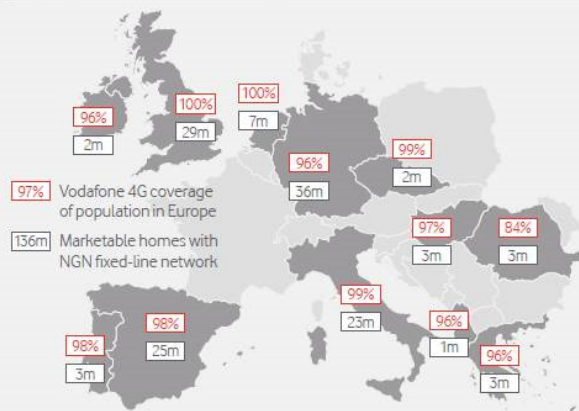 96%
2m
100%
29m
100%
7m
96%
36m
99%
2m
97%
Vodafone 4G coverage
of population in Europe
136m
Marketable homes with
NGN fixed-line network
97%
3m
84%
3m
99%
23m
98%
3m
98%
25m
96%
1m
96%
3m